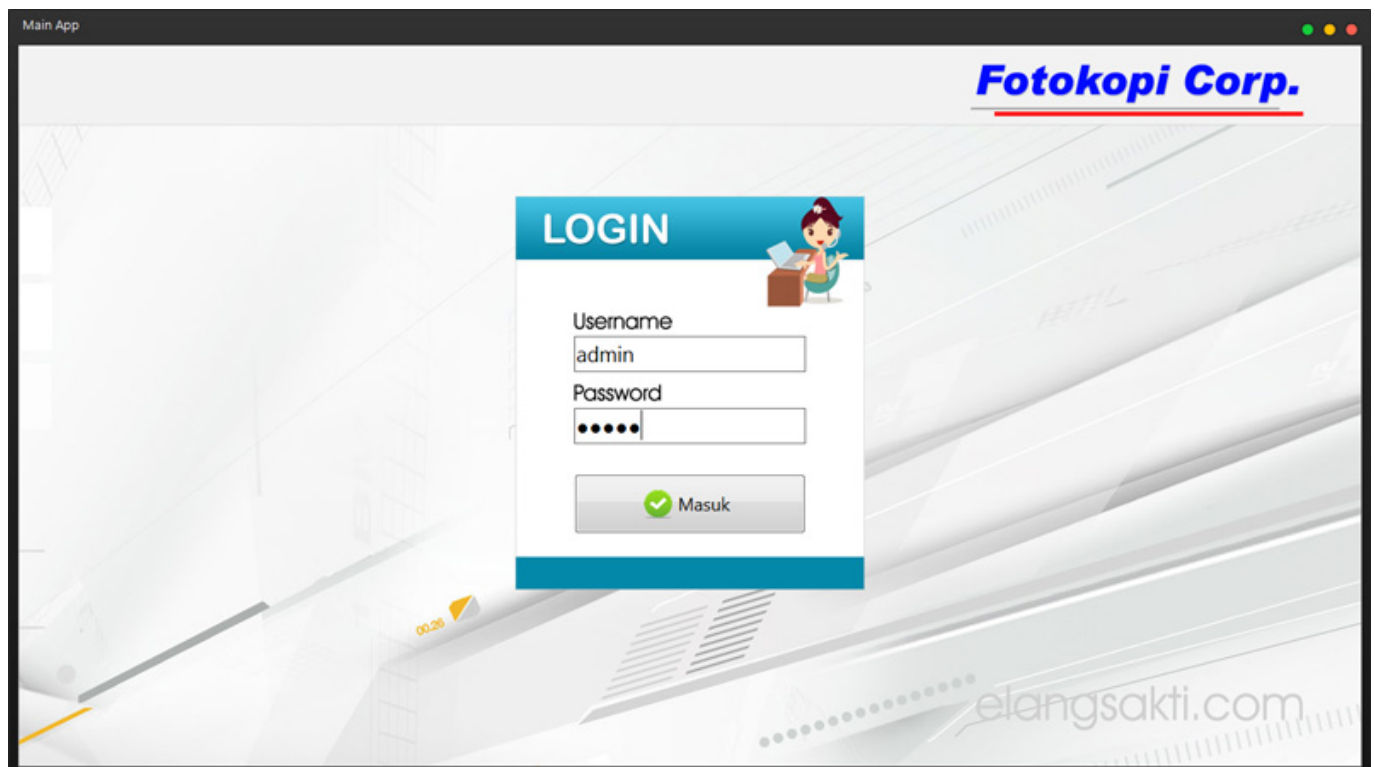 Main App
Fotokopi Corp.
LOGIN
Username
admin
Password
●●●●●
Masuk
00.26
elangsakti.com